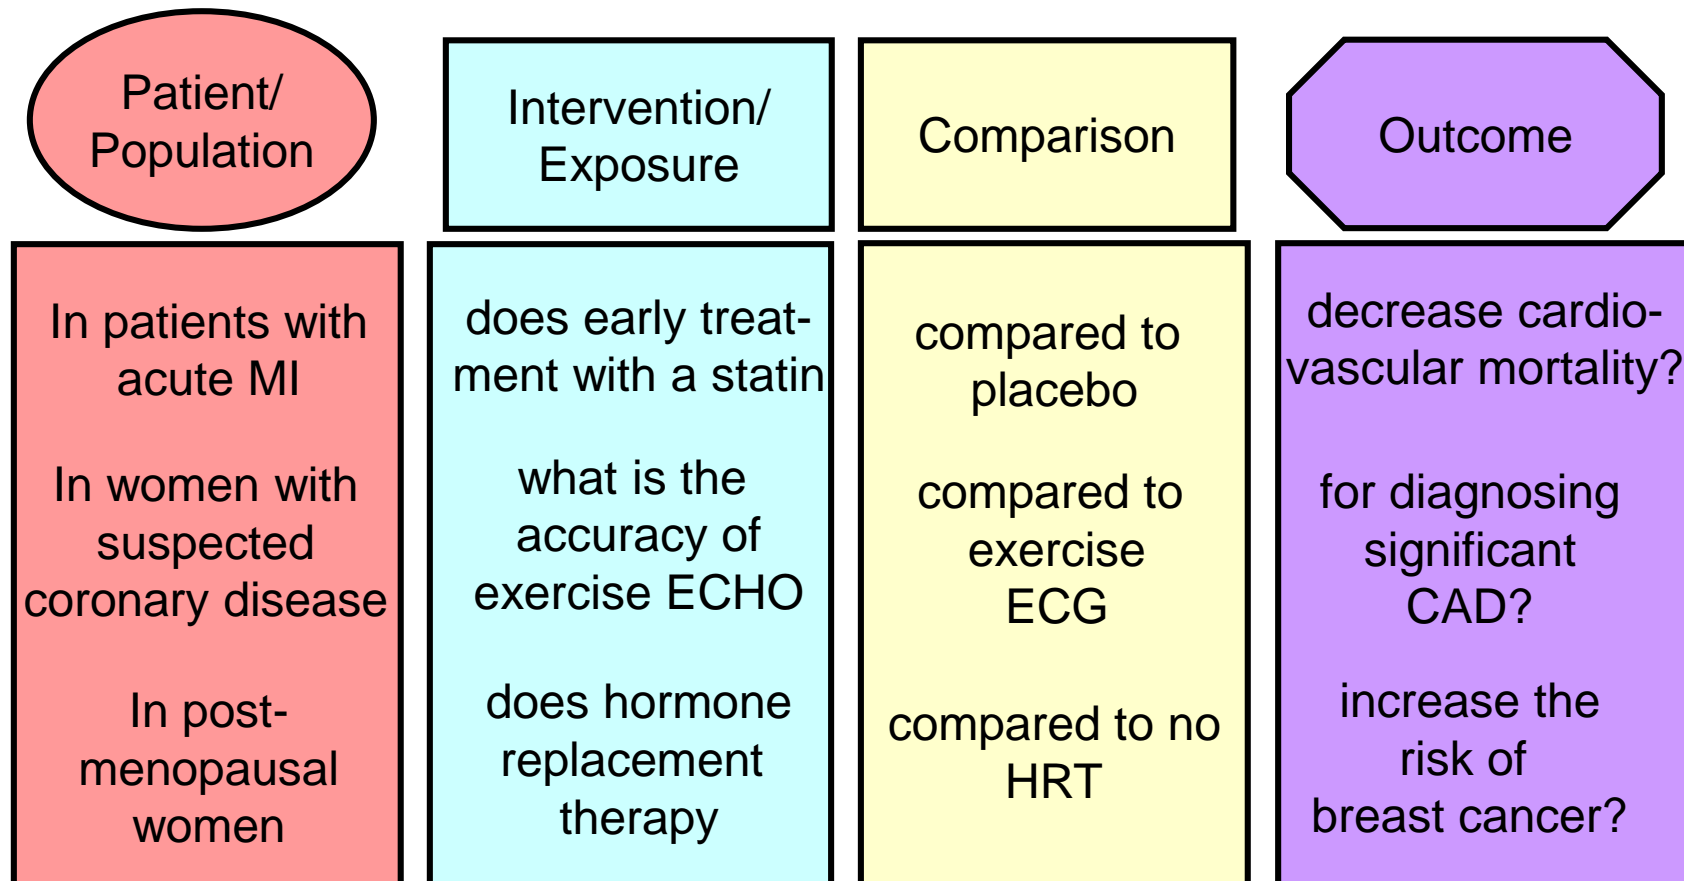 Patient/
Population
Intervention/
Exposure
Comparison
Outcome
In patients with
acute MI
does early treat-
ment with a statin
compared to
placebo
decrease cardio-
vascular mortality?
In women with
suspected
coronary disease
what is the
accuracy of
exercise ECHO
compared to
exercise
ECG
for diagnosing
significant
CAD?
In post-
menopausal
women
does hormone
replacement
therapy
compared to no
HRT
increase the
risk of
breast cancer?